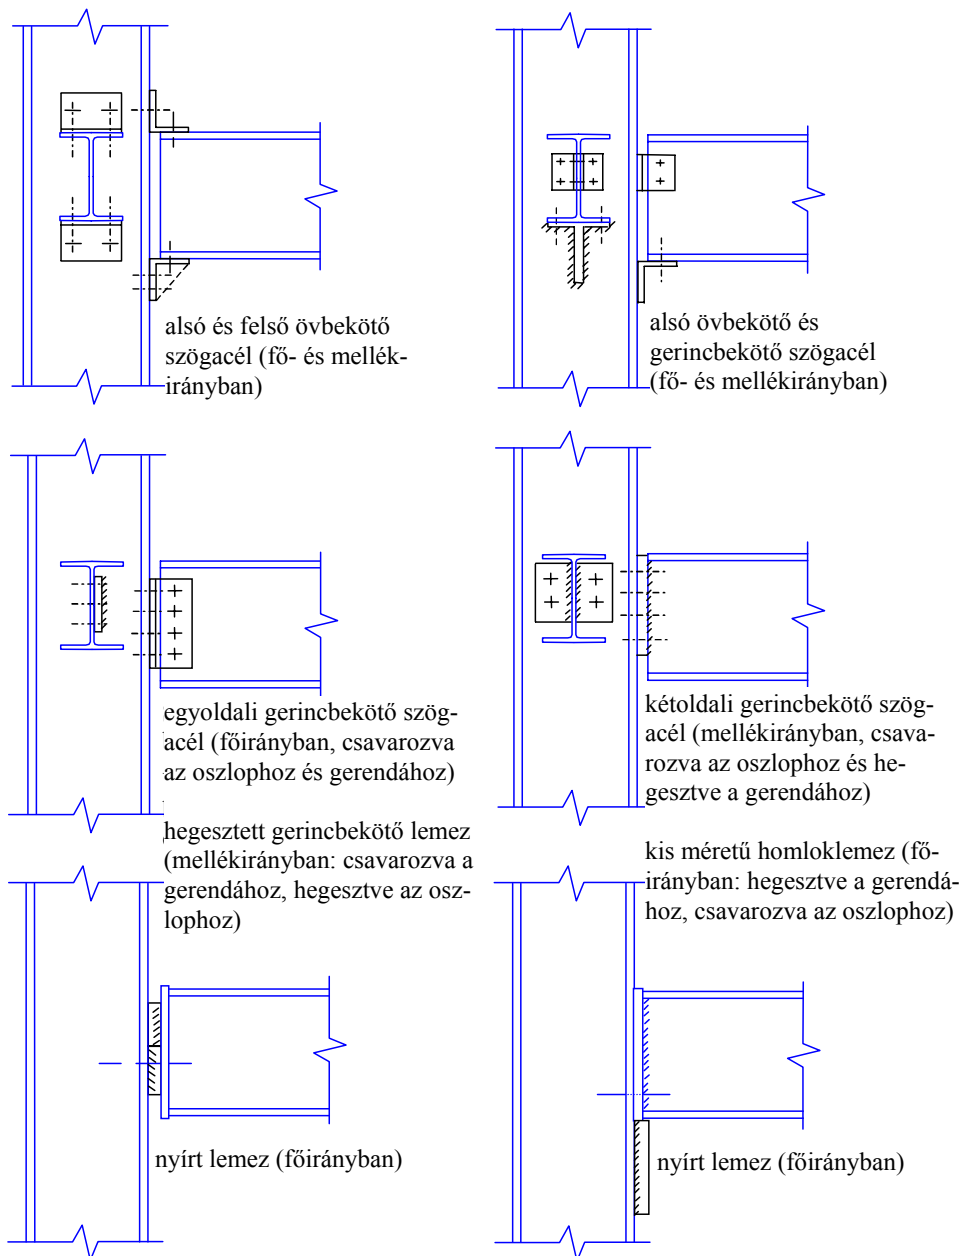 alsó és felső övbekötő
szögacél (fő- és mellék-
irányban)
alsó övbekötő és
gerincbekötő szögacél
(fő- és mellékirányban)
egyoldali gerincbekötő szög-
acél (főirányban, csavarozva
az oszlophoz és gerendához)
kétoldali gerincbekötő szög-
acél (mellékirányban, csava-
rozva az oszlophoz és he-
gesztve a gerendához)
hegesztett gerincbekötő lemez
(mellékirányban: csavarozva a
gerendához, hegesztve az osz-
lophoz)
kis méretű homloklemez (fő-
irányban: hegesztve a gerendá-
hoz, csavarozva az oszlophoz)
nyírt lemez (főirányban)
nyírt lemez (főirányban)